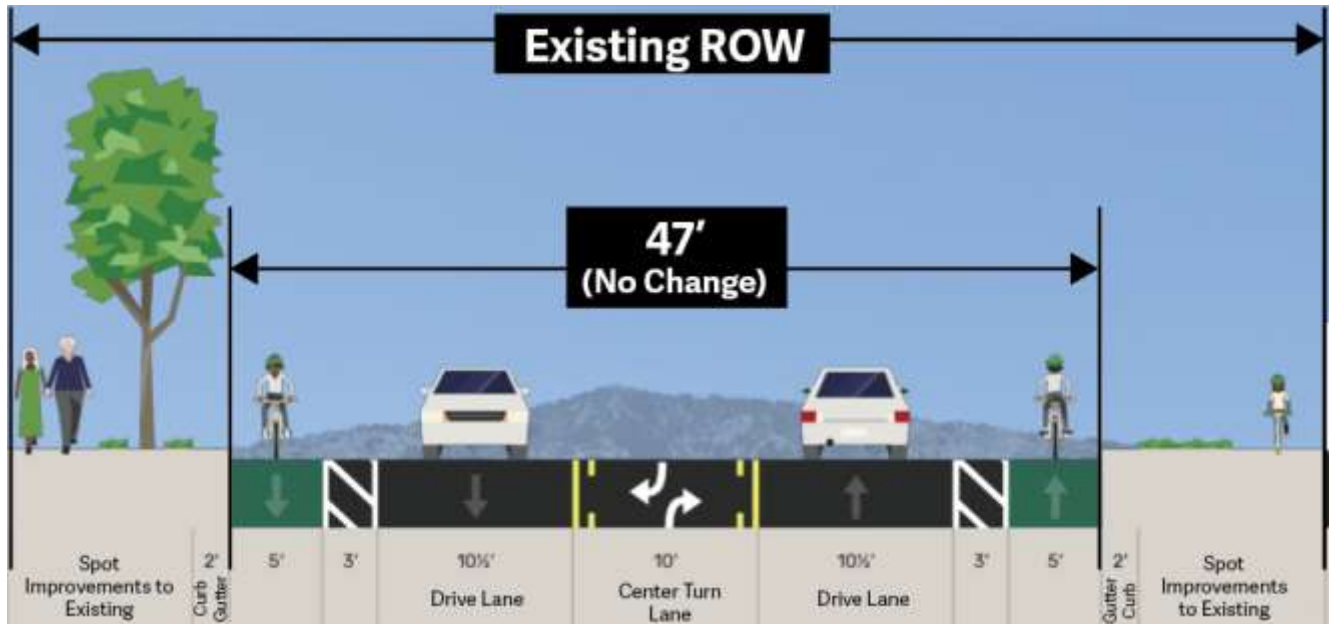 Existing ROW
47’
(No Change)
Spot
Improvements to
Existing
2’
Curb
Gutter
5’
3’
10½’
Drive Lane
10’
Center Turn
Lane
10½’
Drive Lane
3’
5’
2’
Gutter
Curb
Spot
Improvements
to Existing